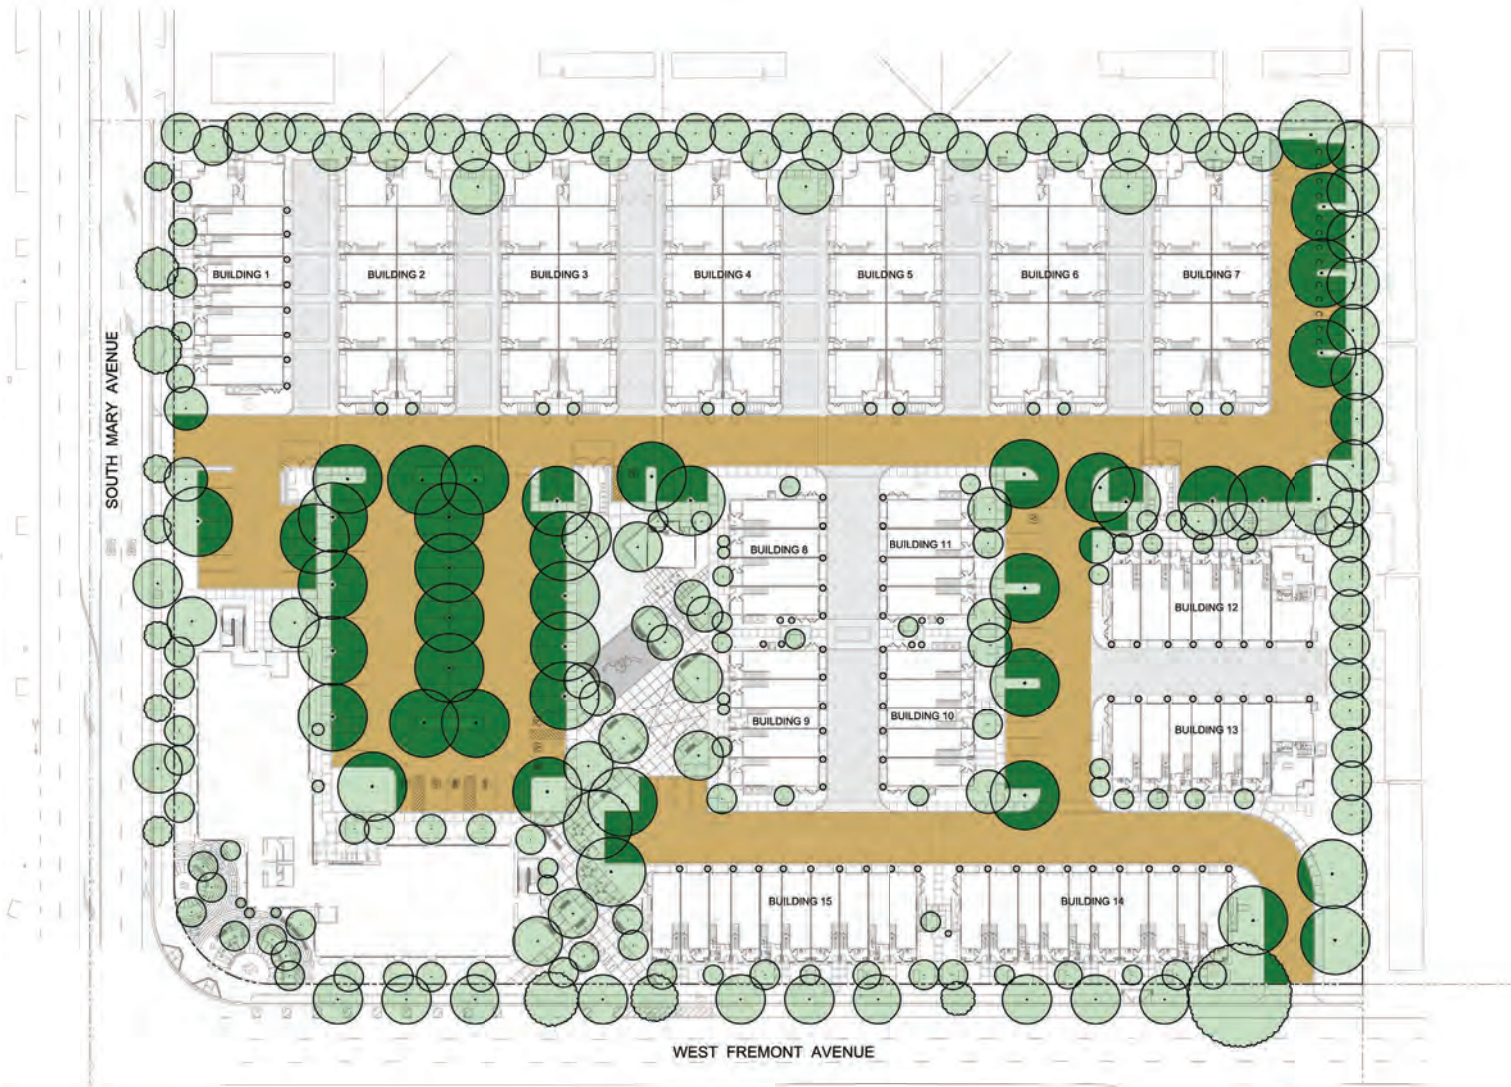 BUILDING 1
BUILDING 2
BUILDING 3
BUILDING 4
BUILDING 5
BUILDING 6
BUILDING 7
SOUTH MARY AVENUE
BUILDING 8
BUILDING 11
BUILDING 12
BUILDING 9
BUILDING 10
BUILDING 13
BUILDING 15
BUILDING 14
WEST FREMONT AVENUE